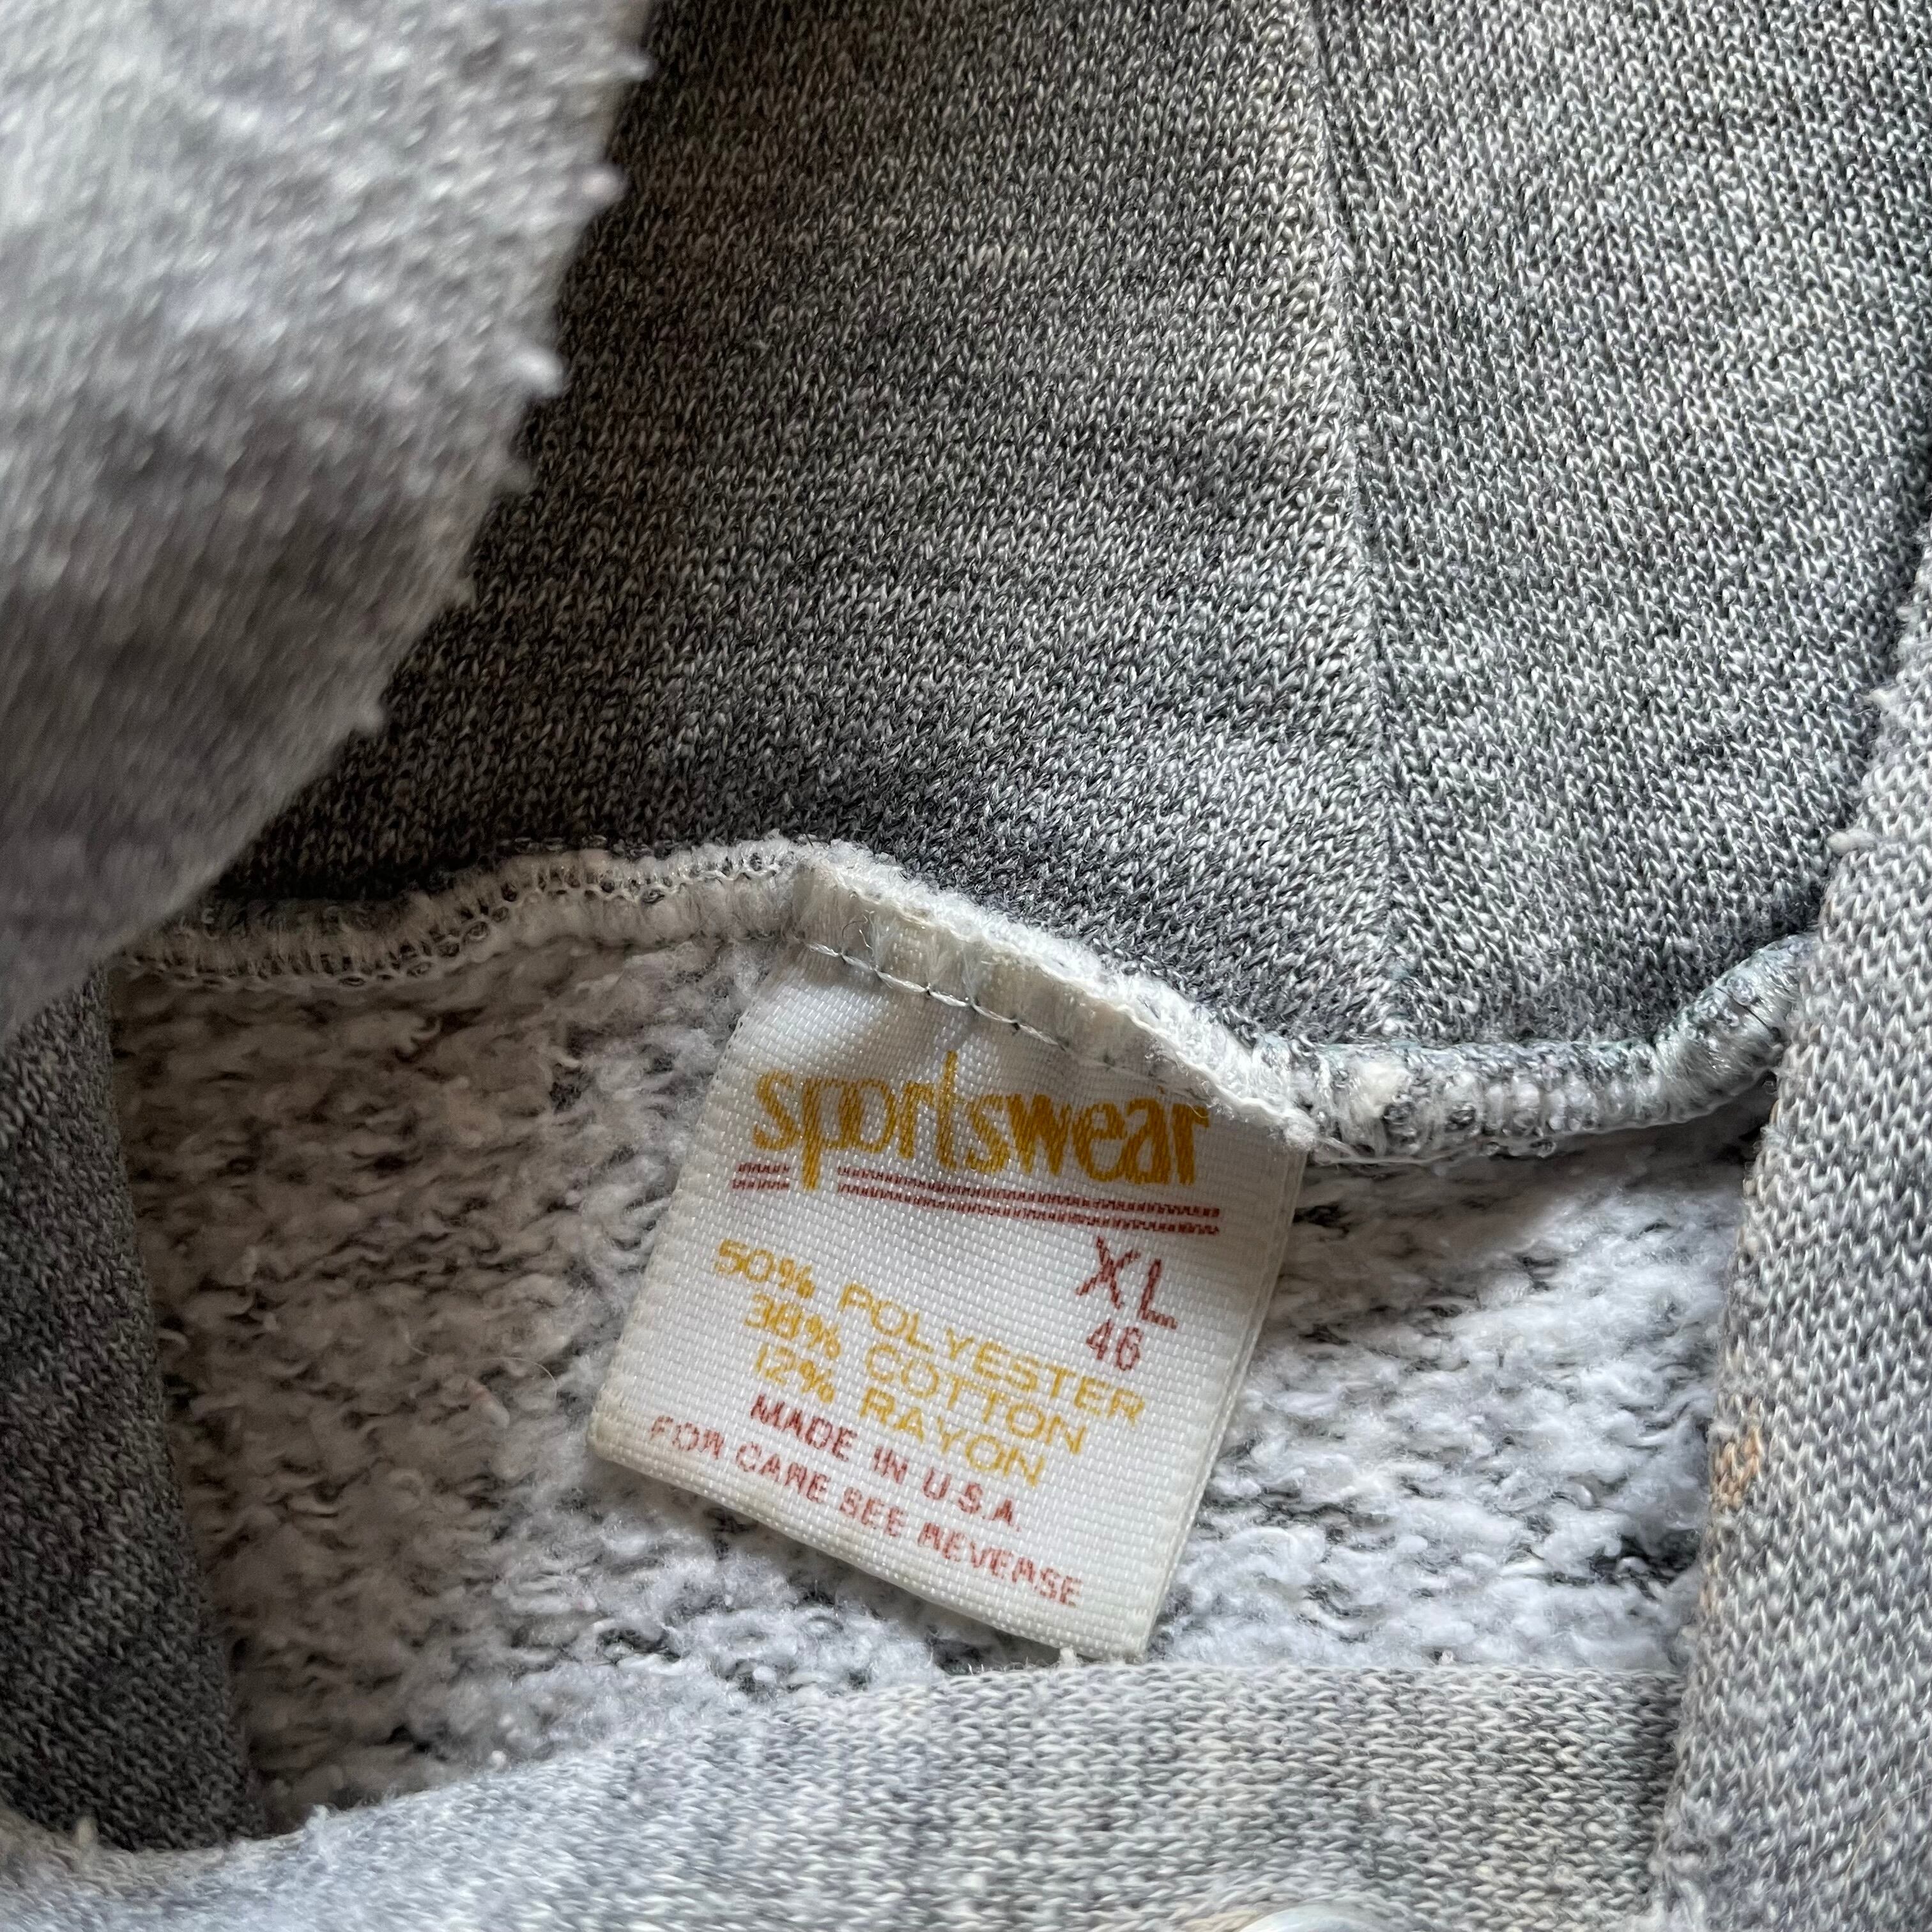 sportswear
XL
46
50% POLYESTER
38% COTTON
12% RAYON
MADE IN U.S.A.
FOR CARE SEE REVERSE